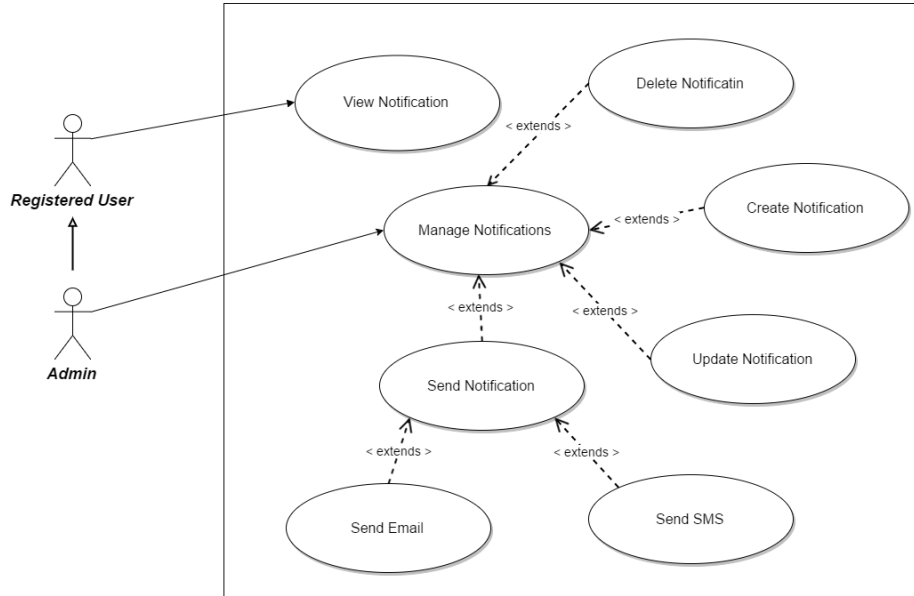 Delete Notificatin
View Notification
< extends >
Registered User
Create Notification
< extends >
Manage Notifications
< extends >
< extends >
Admin
Update Notification
Send Notification
< extends >
< extends >
Send Email
Send SMS